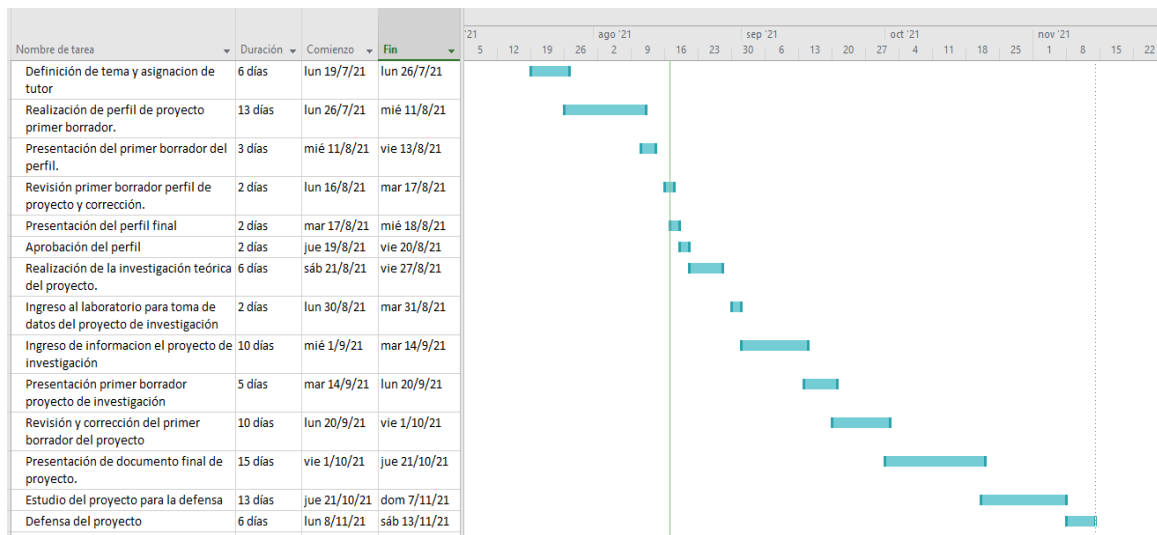 '21 ago '21 sep '21 oct '21 nov '21
Nombre de tarea Duración Comienzo Fin 5 12 19 26 2 9 16 23 30 6 13 20 27 4 11 18 25 1 8 15 22
Definición de tema y asignacion de 6 días lun 19/7/21 lun 26/7/21
tutor
Realización de perfil de proyecto 13 días lun 26/7/21 mié 11/8/21
primer borrador.
Presentación del primer borrador del 3 días mié 11/8/21 vie 13/8/21
perfil.
Revisión primer borrador perfil de 2 días lun 16/8/21 mar 17/8/21
proyecto y corrección.
Presentación del perfil final 2 días mar 17/8/21 mié 18/8/21
Aprobación del perfil 2 días jue 19/8/21 vie 20/8/21
Realización de la investigación teórica 6 días sáb 21/8/21 vie 27/8/21
del proyecto.
Ingreso al laboratorio para toma de 2 días lun 30/8/21 mar 31/8/21
datos del proyecto de investigación
Ingreso de informacion el proyecto de 10 días mié 1/9/21 mar 14/9/21
investigación
Presentación primer borrador 5 días mar 14/9/21 lun 20/9/21
proyecto de investigación
Revisión y corrección del primer 10 días lun 20/9/21 vie 1/10/21
borrador del proyecto
Presentación de documento final de 15 días vie 1/10/21 jue 21/10/21
proyecto.
Estudio del proyecto para la defensa 13 días jue 21/10/21 dom 7/11/21
Defensa del proyecto 6 días lun 8/11/21 sáb 13/11/21